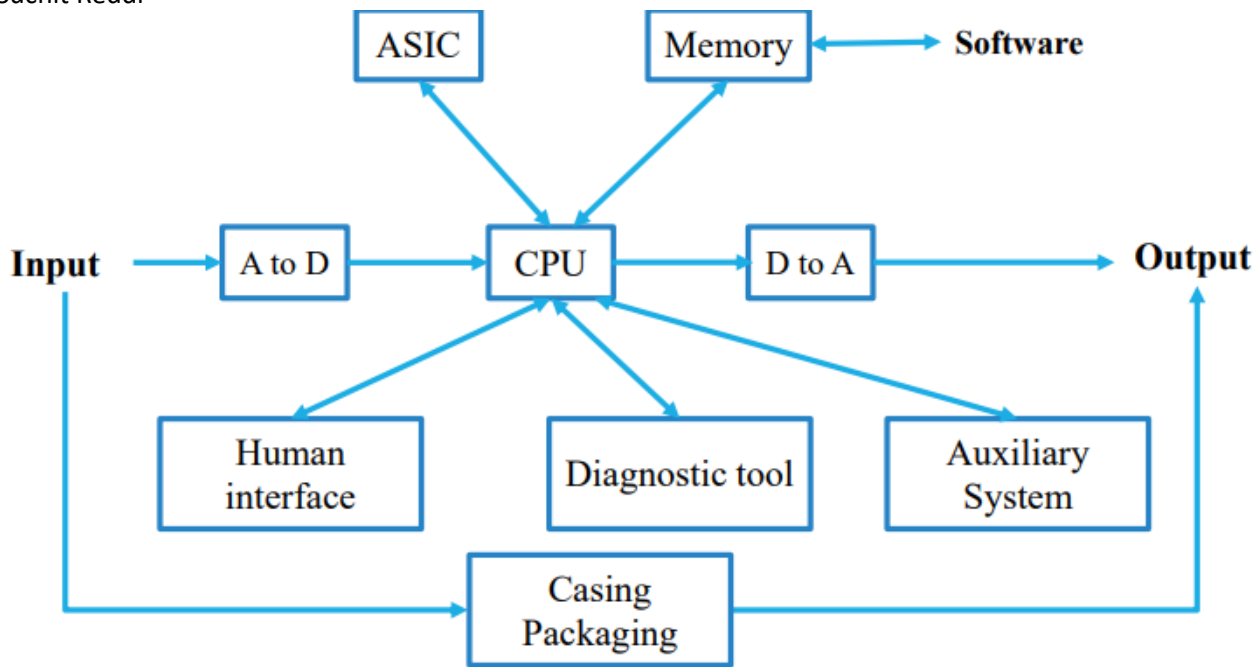 ASIC
Memory
Software
Input
A to D
CPU
D to A
Output
Human
interface
Diagnostic tool
Auxiliary
System
Casing
Packaging